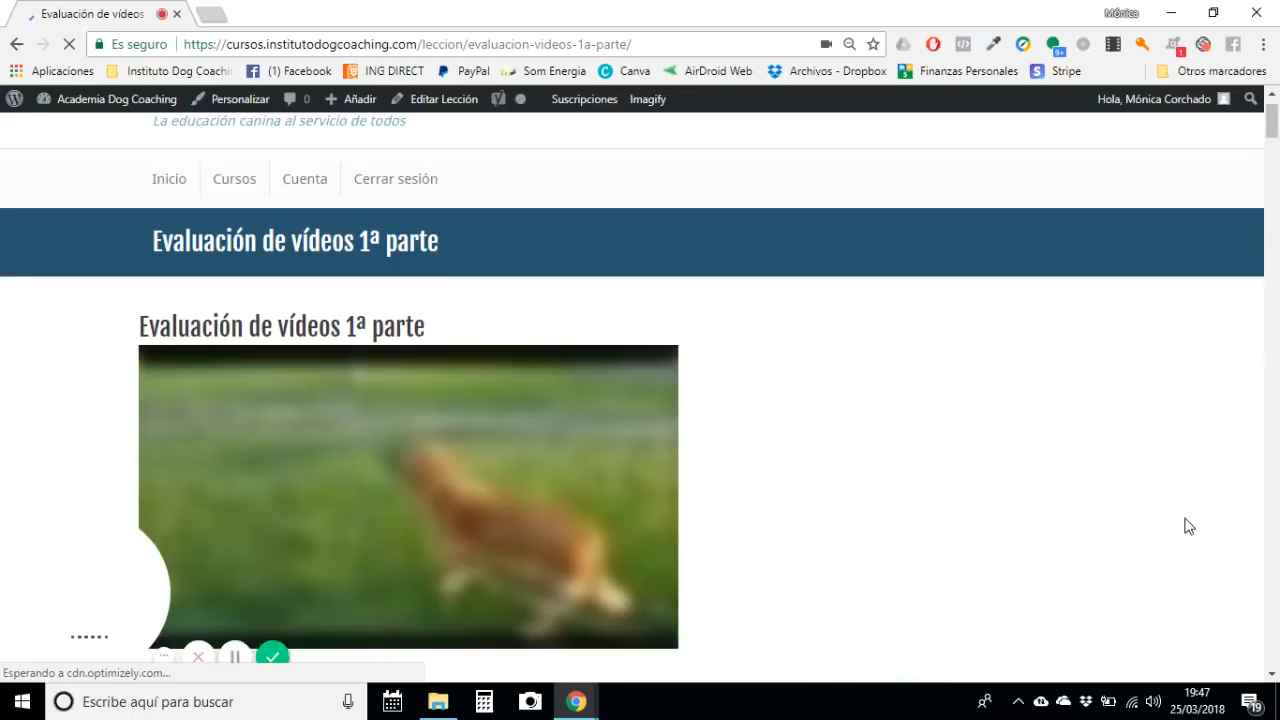 Evaluación de vídeos
Mónica
Es seguro
https://cursos.institutodogcoaching.com/leccion/evaluacion-videos-1a-parte/
9+
1
Aplicaciones
Instituto Dog Coachi
(1) Facebook
ING DIRECT
PayPal
Som Energia
Canva
AirDroid Web
Archivos - Dropbox
Finanzas Personales
Stripe
Otros marcadores
Academia Dog Coaching
Personalizar
0
Añadir
Editar Lección
Suscripciones
Imagify
Hola, Mónica Corchado
La educación canina al servicio de todos
Inicio
Cursos
Cuenta
Cerrar sesión
Evaluación de vídeos 1ª parte
Evaluación de vídeos 1ª parte
Esperando a cdn.optimizely.com...
Escribe aquí para buscar
19:47
25/03/2018
19